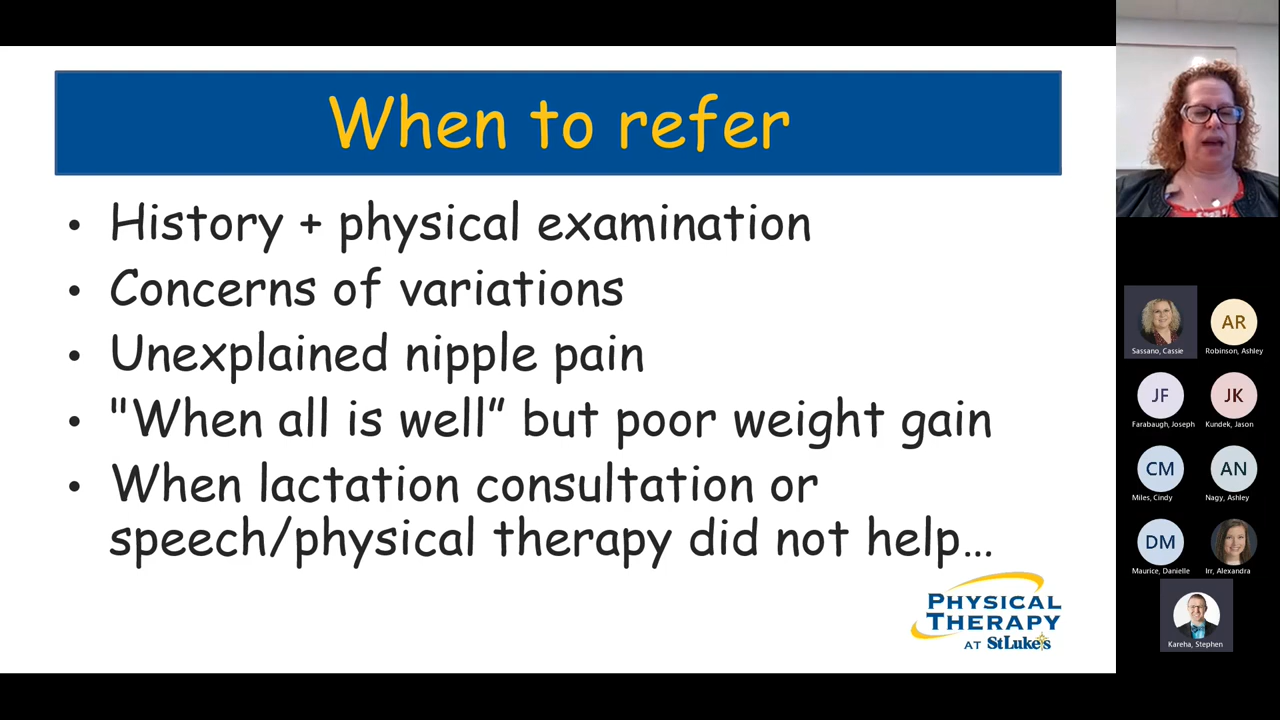 When to refer
• History + physical examination
• Concerns of variations
• Unexplained nipple pain
• "When all is well” but poor weight gain
• When lactation consultation or
speech/physical therapy did not help...
PHYSICAL
THERAPY
AT StLuke's
Sassano, Cassie
AR
Robinson, Ashley
JF
Farabaugh, Joseph
JK
Kundek, Jason
CM
Miles, Cindy
AN
Nagy, Ashley
DM
Maurice, Danielle
Irr, Alexandra
Kareha, Stephen